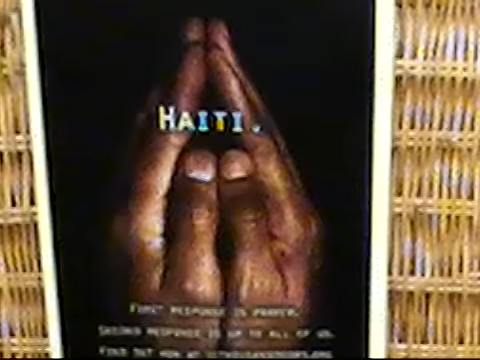 HAITI.
FIRST RESPONSE IS PRAYER.
SECOND RESPONSE IS UP TO ALL OF US.
FIND OUT HOW AT